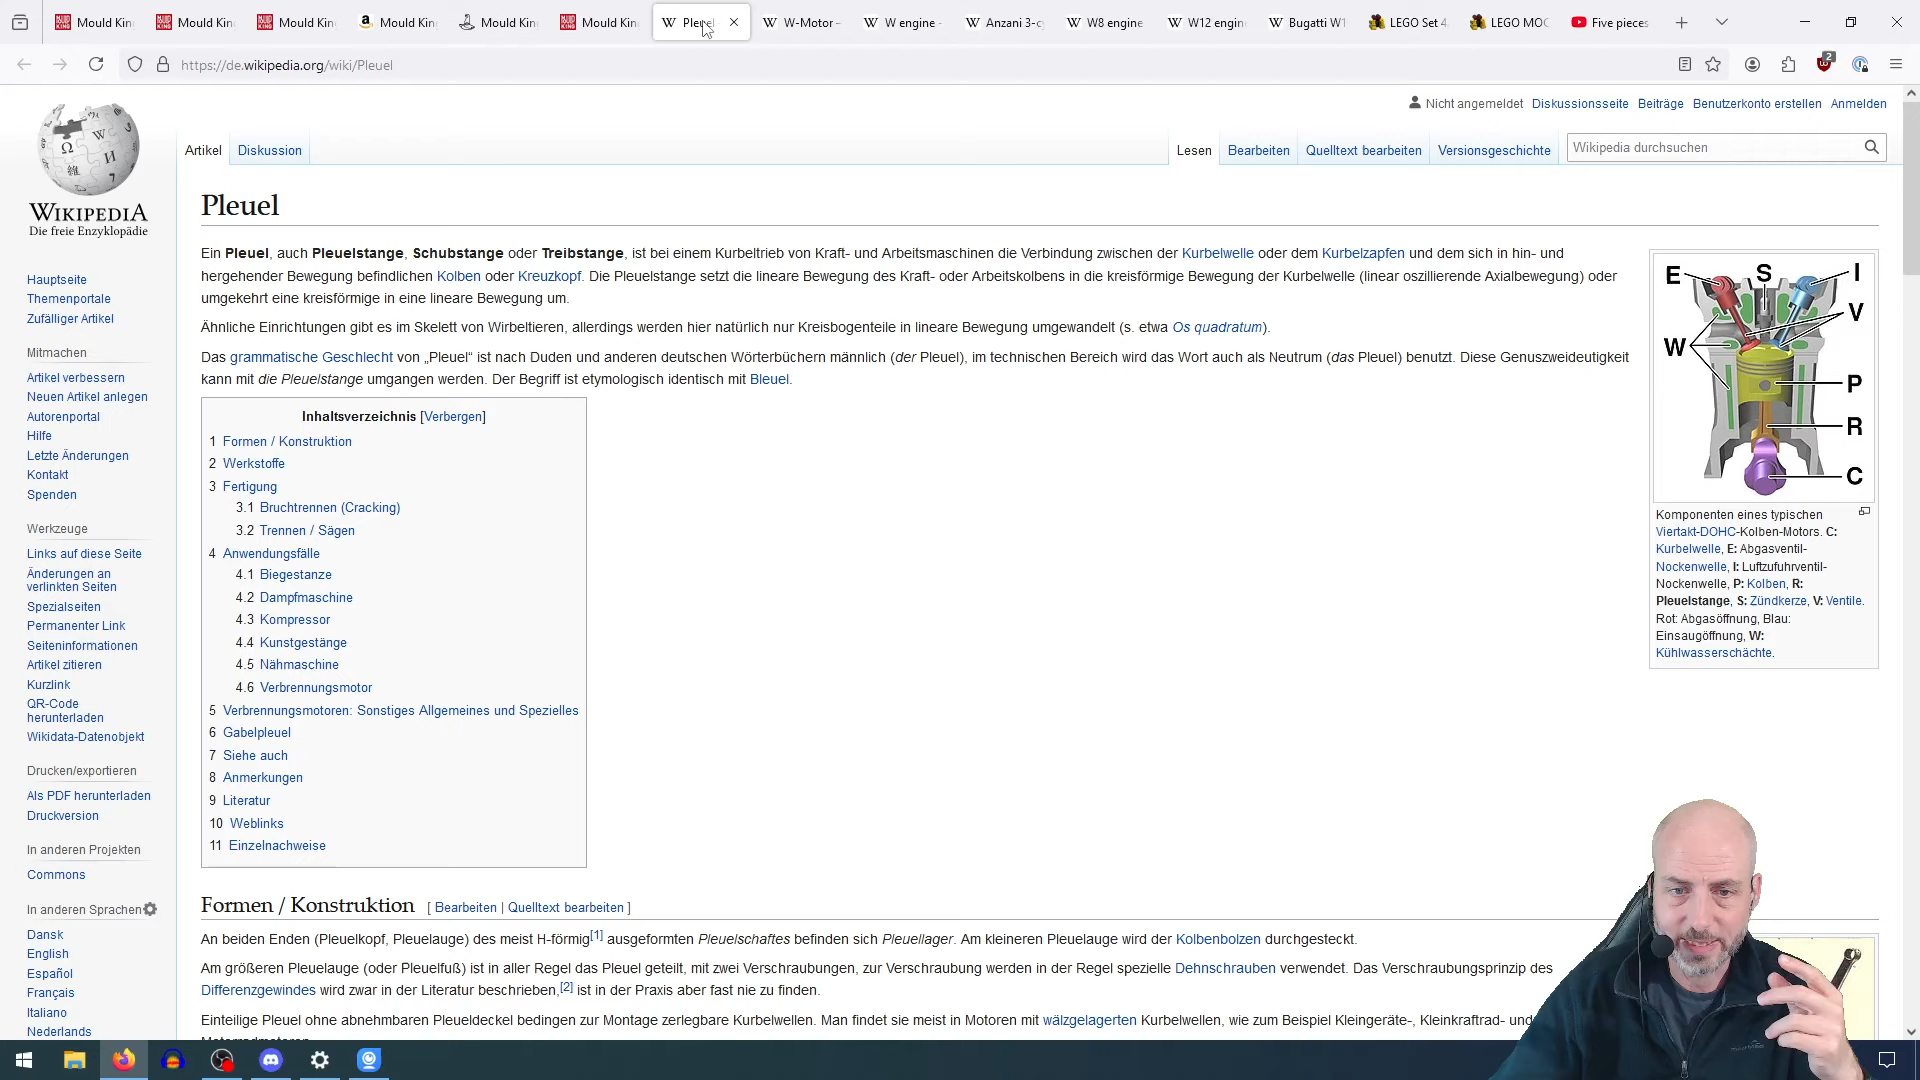 Mould Kin
Mould Kin
Mould Kin
Mould Kin
Mould Kin
Mould Kin
Pleuel
W-Motor –
W engine -
Anzani 3-cy
W8 engine
W12 engin
Bugatti W1
LEGO Set 4
LEGO MOC
Five pieces
https://de.wikipedia.org/wiki/Pleuel
2
WIKIPEDIA
Die freie Enzyklopädie
Nicht angemeldet Diskussionsseite Beiträge Benutzerkonto erstellen Anmelden
Artikel Diskussion
Lesen Bearbeiten Quelltext bearbeiten Versionsgeschichte
Wikipedia durchsuchen
Hauptseite
Themenportale
Zufälliger Artikel
Mitmachen
Artikel verbessern
Neuen Artikel anlegen
Autorenportal
Hilfe
Letzte Änderungen
Kontakt
Spenden
Werkzeuge
Links auf diese Seite
Änderungen an
verlinkten Seiten
Spezialseiten
Permanenter Link
Seiteninformationen
Artikel zitieren
Kurzlink
QR-Code
herunterladen
Wikidata-Datenobjekt
Drucken/exportieren
Als PDF herunterladen
Druckversion
In anderen Projekten
Commons
In anderen Sprachen
Dansk
English
Español
Français
Italiano
Nederlands
Pleuel
Ein Pleuel, auch Pleuelstange, Schubstange oder Treibstange, ist bei einem Kurbeltrieb von Kraft- und Arbeitsmaschinen die Verbindung zwischen der Kurbelwelle oder dem Kurbelzapfen und dem sich in hin- und
hergehender Bewegung befindlichen Kolben oder Kreuzkopf. Die Pleuelstange setzt die lineare Bewegung des Kraft- oder Arbeitskolbens in die kreisförmige Bewegung der Kurbelwelle (linear oszillierende Axialbewegung) oder
umgekehrt eine kreisförmige in eine lineare Bewegung um.
Ähnliche Einrichtungen gibt es im Skelett von Wirbeltieren, allerdings werden hier natürlich nur Kreisbogenteile in lineare Bewegung umgewandelt (s. etwa Os quadratum).
Das grammatische Geschlecht von „Pleuel“ ist nach Duden und anderen deutschen Wörterbüchern männlich (der Pleuel), im technischen Bereich wird das Wort auch als Neutrum (das Pleuel) benutzt. Diese Genuszweideutigkeit
kann mit die Pleuelstange umgangen werden. Der Begriff ist etymologisch identisch mit Bleuel.
Inhaltsverzeichnis [Verbergen]
1 Formen / Konstruktion
2 Werkstoffe
3 Fertigung
3.1 Bruchtrennen (Cracking)
3.2 Trennen / Sägen
4 Anwendungsfälle
4.1 Biegestanze
4.2 Dampfmaschine
4.3 Kompressor
4.4 Kunstgestänge
4.5 Nähmaschine
4.6 Verbrennungsmotor
5 Verbrennungsmotoren: Sonstiges Allgemeines und Spezielles
6 Gabelpleuel
7 Siehe auch
8 Anmerkungen
9 Literatur
10 Weblinks
11 Einzelnachweise
E
S
I
V
W
P
R
C
Komponenten eines typischen
Viertakt-DOHC-Kolben-Motors. C:
Kurbelwelle, E: Abgasventil-
Nockenwelle, I: Luftzufuhrventil-
Nockenwelle, P: Kolben, R:
Pleuelstange, S: Zündkerze, V: Ventile.
Rot: Abgasöffnung, Blau:
Einsaugöffnung, W:
Kühlwasserschächte.
Formen / Konstruktion [ Bearbeiten | Quelltext bearbeiten ]
An beiden Enden (Pleuelkopf, Pleuelauge) des meist H-förmig[1] ausgeformten Pleuelschaftes befinden sich Pleuellager. Am kleineren Pleuelauge wird der Kolbenbolzen durchgesteckt.
Am größeren Pleuelauge (oder Pleuelfuß) ist in aller Regel das Pleuel geteilt, mit zwei Verschraubungen, zur Verschraubung werden in der Regel spezielle Dehnschrauben verwendet. Das Verschraubungsprinzip des
Differenzgewindes wird zwar in der Literatur beschrieben,[2] ist in der Praxis aber fast nie zu finden.
Einteilige Pleuel ohne abnehmbaren Pleueldeckel bedingen zur Montage zerlegbare Kurbelwellen. Man findet sie meist in Motoren mit wälzgelagerten Kurbelwellen, wie zum Beispiel Kleingeräte-, Kleinkraftrad- und